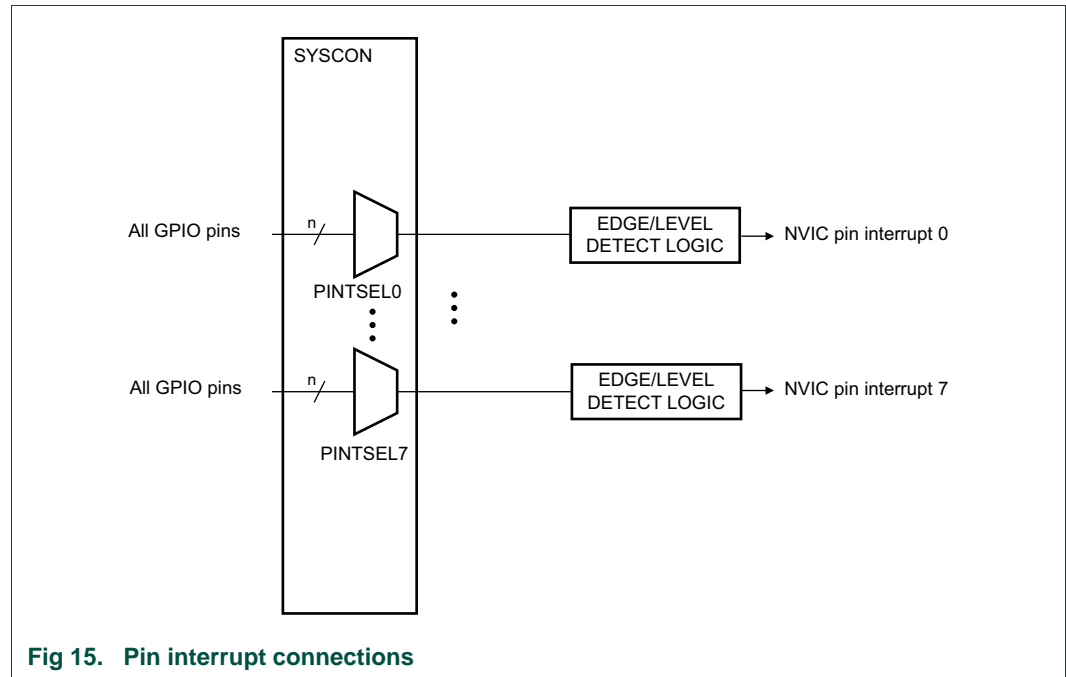 SYSCON
All GPIO pins
n
PINTSEL0
EDGE/LEVEL
DETECT LOGIC
NVIC pin interrupt 0
All GPIO pins
n
PINTSEL7
EDGE/LEVEL
DETECT LOGIC
NVIC pin interrupt 7
Fig 15. Pin interrupt connections